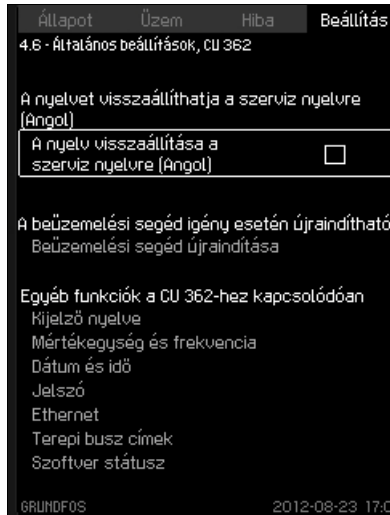 Állapot Üzem Hiba Beállítás
4.6 - Általános beállítások, CU 362
A nyelvet visszaállíthatja a szerviz nyelvre
(Angol)
A nyelv visszaállítása a
szerviz nyelvre (Angol)
A beüzemelési segéd igény esetén újraindítható
Beüzemelési segéd újraindítása
Egyéb funkciók a CU 362-hez kapcsolódóan
Kijelző nyelve
Mértékegység és frekvencia
Dátum és idő
Jelszó
Ethernet
Terepi busz címek
Szoftver státusz
GRUNDFOS 2012-08-23